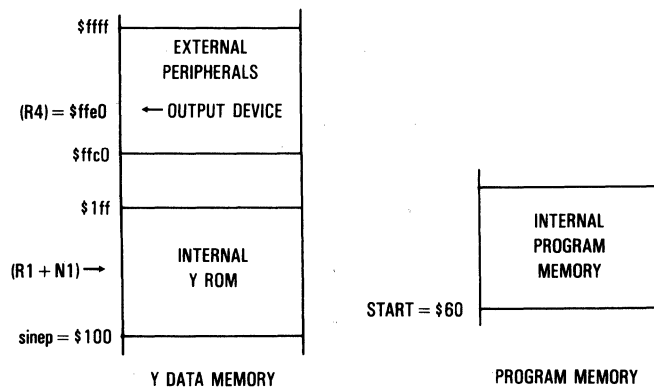 $ffff
EXTERNAL
PERIPHERALS
(R4) = $ffe0
← OUTPUT DEVICE
$ffc0
$1ff
INTERNAL
Y ROM
(R1 + N1) →
sinep = $100
Y DATA MEMORY
INTERNAL
PROGRAM
MEMORY
START = $60
PROGRAM MEMORY